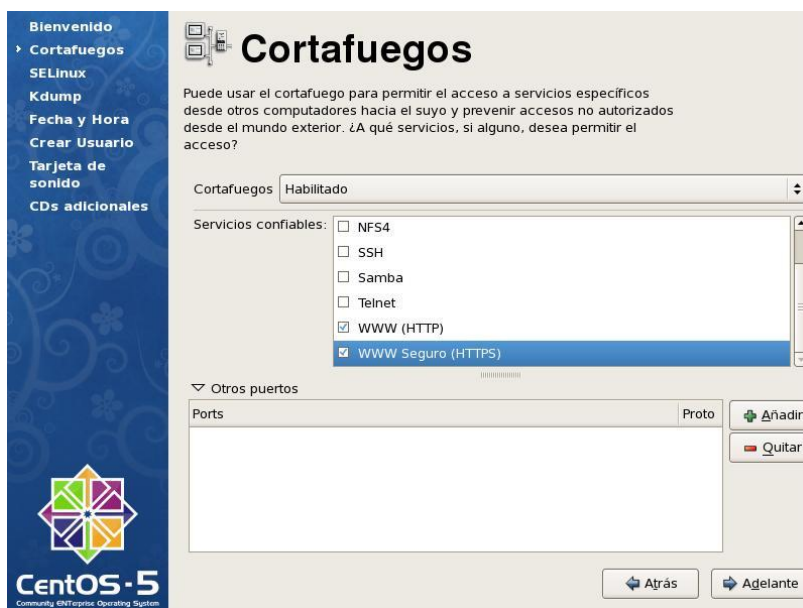 Bienvenido
Cortafuegos
SELinux
Kdump
Fecha y Hora
Crear Usuario
Tarjeta de
sonido
CDs adicionales
Cortafuegos
Puede usar el cortafuego para permitir el acceso a servicios específicos
desde otros computadores hacia el suyo y prevenir accesos no autorizados
desde el mundo exterior. ¿A qué servicios, si alguno, desea permitir el
acceso?
Cortafuegos Habilitado
Servicios confiables:
NFS4
SSH
Samba
Telnet
WWW (HTTP)
WWW Seguro (HTTPS)
Otros puertos
Ports Proto
Añadir
Quitar
Atrás
Adelante
CentOS-5
Community ENTerprise Operating System